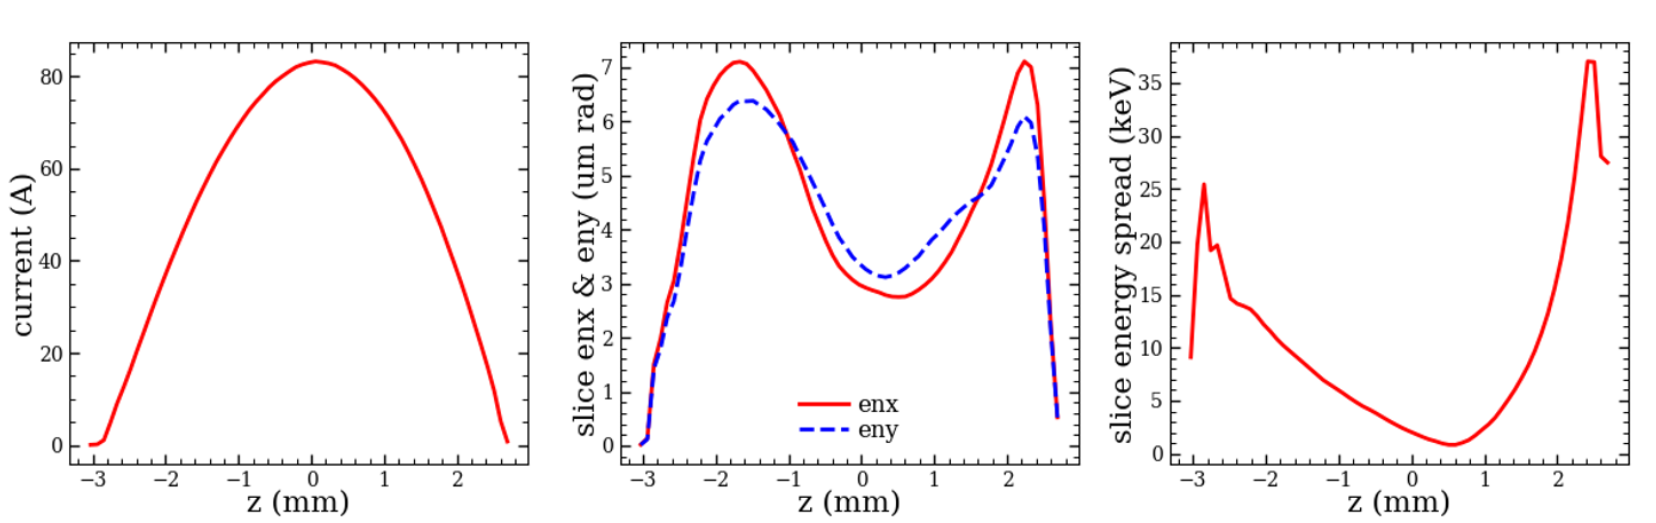 current (A)
80
60
40
20
0
−3 −2 −1 0 1 2
z (mm)
slice enx & eny (um rad)
7
6
5
4
3
2
1
0
enx
eny
−3 −2 −1 0 1 2
z (mm)
slice energy spread (keV)
35
30
25
20
15
10
5
0
−3 −2 −1 0 1 2
z (mm)